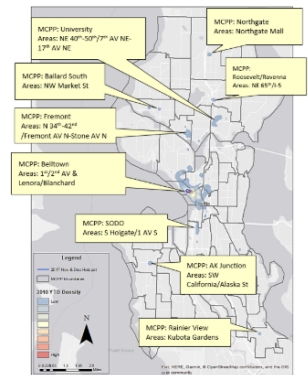 MCPP: University
Areas: NE 40th-50th/7th AV NE-
17th AV NE
MCPP: Northgate
Areas: Northgate Mall
MCPP: Ballard South
Areas: NW Market St
MCPP:
Roosevelt/Ravenna
Areas: NE 65th/I-5
MCPP: Fremont
Areas: N 34th-42nd
/Fremont AV N-Stone AV N
MCPP: Belltown
Areas: 1st/2nd AV &
Lenora/Blanchard
MCPP: SODO
Areas: S Holgate/1 AV S
Legend
MCPP Boundaries
2018 YTD Density
Low
High
N
MCPP: AK Junction
Areas: SW
California/Alaska St
MCPP: Rainier View
Areas: Kubota Gardens